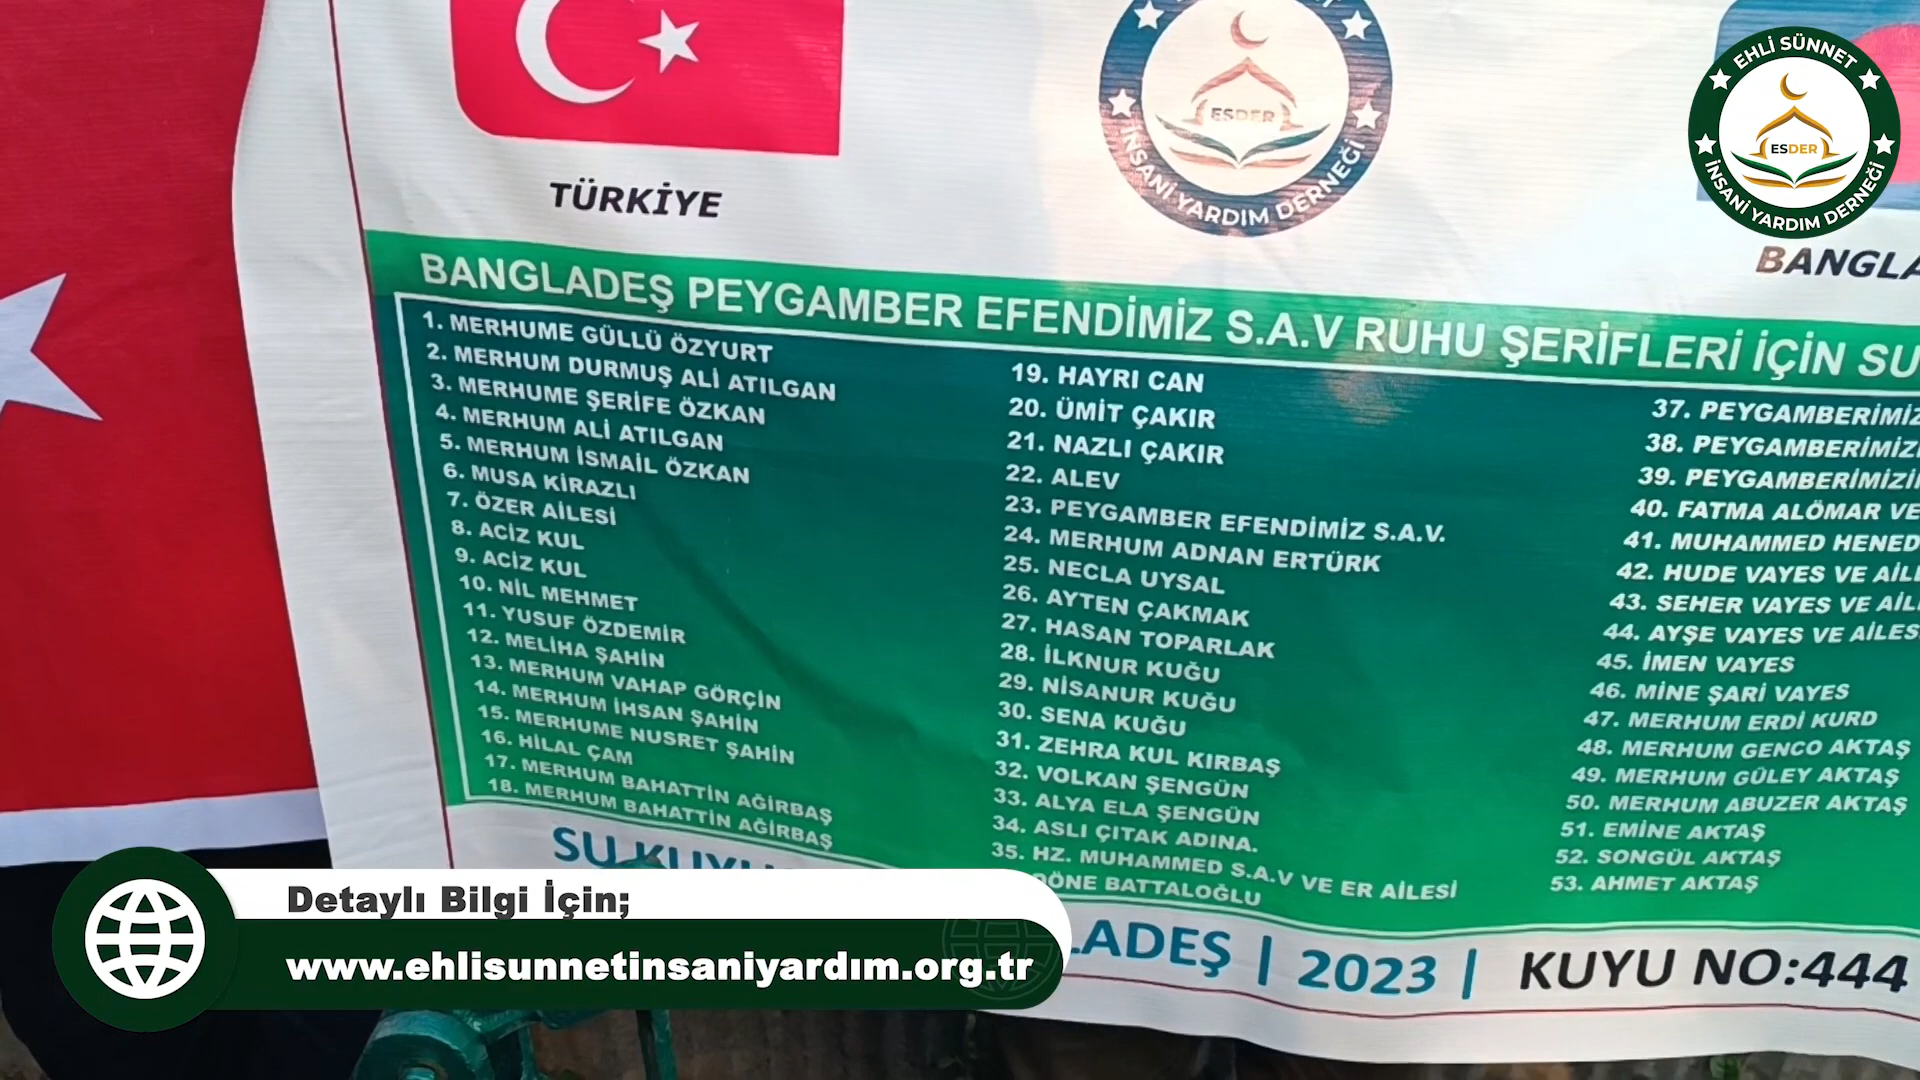 EHLİ SÜNNET
ESDER
İNSANİ YARDIM DERNEĞİ
ESDER
İNSANİ YARDIM DERNEĞİ
TÜRKİYE
BANGLADEŞ PEYGAMBER EFENDİMİZ S.A.V RUHU ŞERİFLERİ İÇİN SU
1. MERHUME GÜLLÜ ÖZYURT
2. MERHUM DURMUŞ ALİ ATILGAN
3. MERHUME ŞERİFE ÖZKAN
4. MERHUM ALİ ATILGAN
5. MERHUM İSMAİL ÖZKAN
6. MUSA KİRAZLI
7. ÖZER AİLESİ
8. ACİZ KUL
9. ACİZ KUL
10. NİL MEHMET
11. YUSUF ÖZDEMİR
12. MELİHA ŞAHİN
13. MERHUM VAHAP GÖRÇİN
14. MERHUM İHSAN ŞAHİN
15. MERHUME NUSRET ŞAHİN
16. HİLAL ÇAM
17. MERHUM BAHATTİN AĞİRBAŞ
18. MERHUM BAHATTİN AĞİRBAŞ
19. HAYRI CAN
20. ÜMİT ÇAKIR
21. NAZLI ÇAKIR
22. ALEV
23. PEYGAMBER EFENDİMİZ S.A.V.
24. MERHUM ADNAN ERTÜRK
25. NECLA UYSAL
26. AYTEN ÇAKMAK
27. HASAN TOPARLAK
28. İLKNUR KUĞU
29. NİSANUR KUĞU
30. SENA KUĞU
31. ZEHRA KUL KIRBAŞ
32. VOLKAN ŞENGÜN
33. ALYA ELA ŞENGÜN
34. ASLI ÇITAK ADINA.
35. HZ. MUHAMMED S.A.V VE ER AİLESİ
DÖNE BATTALOĞLU
37. PEYGAMBERİMİZ
38. PEYGAMBERİMİZİ
39. PEYGAMBERİMİZİ
40. FATMA ALÖMAR VE
41. MUHAMMED HENED
42. HUDE VAYES VE AİL
43. SEHER VAYES VE AİL
44. AYŞE VAYES VE AİLES
45. İMEN VAYES
46. MİNE ŞARİ VAYES
47. MERHUM ERDİ KURD
48. MERHUM GENCO AKTAŞ
49. MERHUM GÜLEY AKTAŞ
50. MERHUM ABUZER AKTAŞ
51. EMİNE AKTAŞ
52. SONGÜL AKTAŞ
53. AHMET AKTAŞ
SU KUYU
LADEŞ | 2023 | KUYU NO:444
BANGLA
Detaylı Bilgi İçin;
www.ehlisunnetinsaniyardım.org.tr